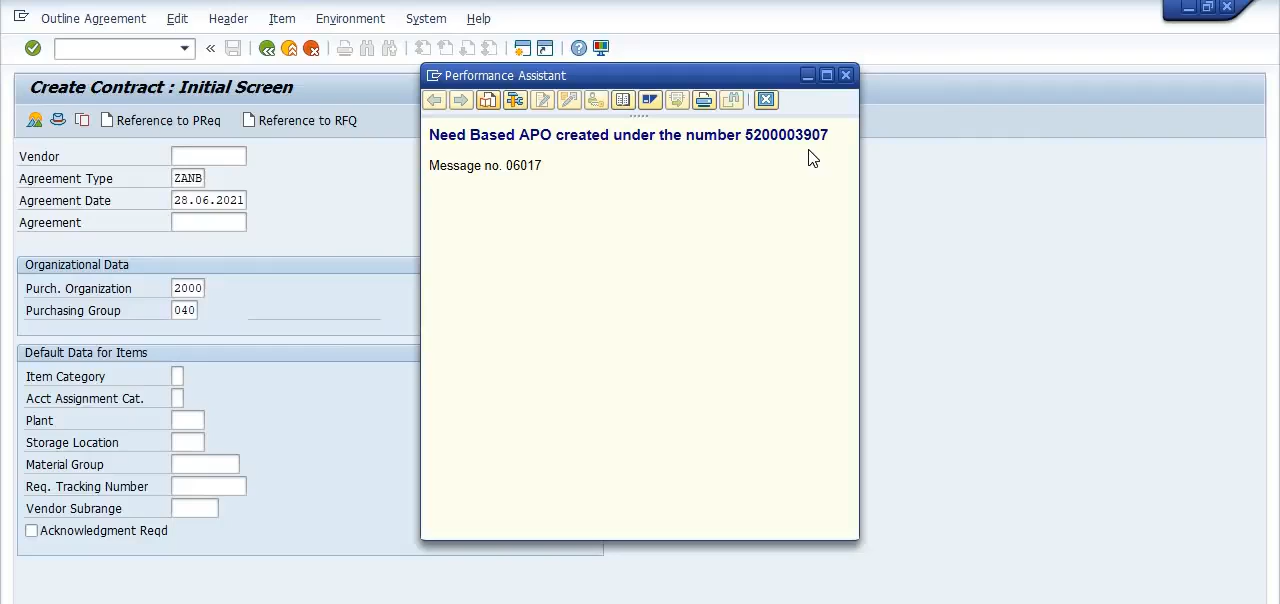 Outline Agreement Edit Header Item Environment System Help
Create Contract : Initial Screen
Reference to PReq Reference to RFQ
Vendor
Agreement Type ZANB
Agreement Date 28.06.2021
Agreement
Organizational Data
Purch. Organization 2000
Purchasing Group 040
Default Data for Items
Item Category
Acct Assignment Cat.
Plant
Storage Location
Material Group
Req. Tracking Number
Vendor Subrange
Acknowledgment Reqd
Performance Assistant
Need Based APO created under the number 5200003907
Message no. 06017